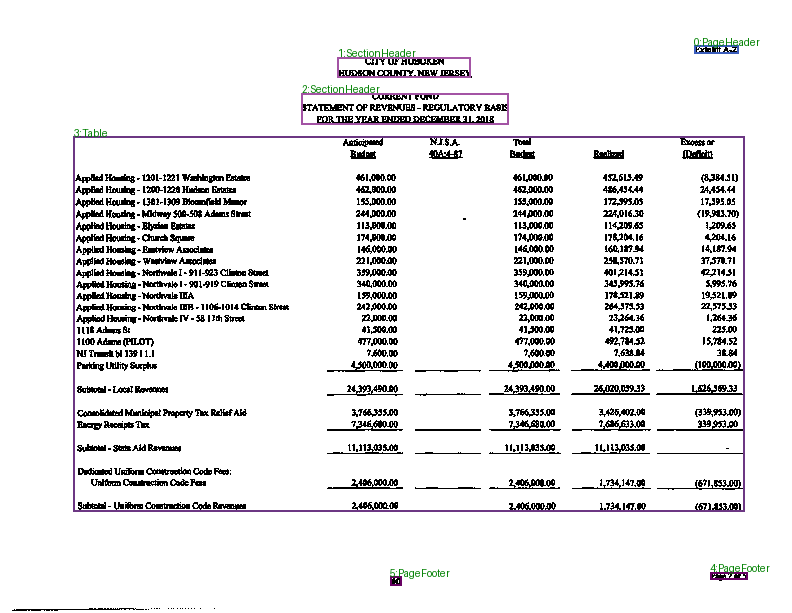 0:PageHeader
Exhibit A-2
1:SectionHeader
CITY OF HOBOKEN
HUDSON COUNTY, NEW JERSEY
2:SectionHeader
CURRENT FUND
STATEMENT OF REVENUES - REGULATORY BASIS
FOR THE YEAR ENDED DECEMBER 31, 2018
3:Table
Anticipated N.J.S.A. Total Excess or
Budget 40A:4-87 Budget Realized (Deficit)
Applied Housing - 1201-1221 Washington Estates 461,000.00 461,000.00 452,615.49 (8,384.51)
Applied Housing - 1200-1228 Hudson Estates 462,000.00 462,000.00 486,454.44 24,454.44
Applied Housing - 1301-1309 Bloomfield Manor 155,000.00 155,000.00 172,395.05 17,395.05
Applied Housing - Midway 500-508 Adams Street 244,000.00 244,000.00 224,016.30 (19,983.70)
Applied Housing - Elysian Estates 113,000.00 113,000.00 114,209.65 1,209.65
Applied Housing - Church Square 174,000.00 174,000.00 178,204.16 4,204.16
Applied Housing - Eastview Associates 146,000.00 146,000.00 160,187.94 14,187.94
Applied Housing - Westview Associates 221,000.00 221,000.00 258,570.71 37,570.71
Applied Housing - Northvale I - 911-923 Clinton Street 359,000.00 359,000.00 401,214.51 42,214.51
Applied Housing - Northvale I - 901-919 Clinton Street 340,000.00 340,000.00 345,995.76 5,995.76
Applied Housing - Northvale IIIA 159,000.00 159,000.00 178,521.89 19,521.89
Applied Housing - Northvale IIIB - 1106-1014 Clinton Street 242,000.00 242,000.00 264,575.53 22,575.53
Applied Housing - Northvale IV - 58 12th Street 22,000.00 22,000.00 23,264.36 1,264.36
1118 Adams St 41,500.00 41,500.00 41,725.00 225.00
1100 Adams (PILOT) 477,000.00 477,000.00 492,784.52 15,784.52
NJ Transit bl 139 l 1.1 7,600.00 7,600.00 7,638.84 38.84
Parking Utility Surplus 4,500,000.00 4,500,000.00 4,400,000.00 (100,000.00)
Subtotal - Local Revenues 24,393,490.00 24,393,490.00 26,020,059.33 1,626,569.33
Consolidated Municipal Property Tax Relief Aid 3,766,355.00 3,766,355.00 3,426,402.00 (339,953.00)
Energy Receipts Tax 7,346,680.00 7,346,680.00 7,686,633.00 339,953.00
Subtotal - State Aid Revenues 11,113,035.00 11,113,035.00 11,113,035.00 -
Dedicated Uniform Construction Code Fees:
Uniform Construction Code Fees 2,406,000.00 2,406,000.00 1,734,147.00 (671,853.00)
Subtotal - Uniform Construction Code Revenues 2,406,000.00 2,406,000.00 1,734,147.00 (671,853.00)
5:PageFooter
4:PageFooter
Page 2 of 5